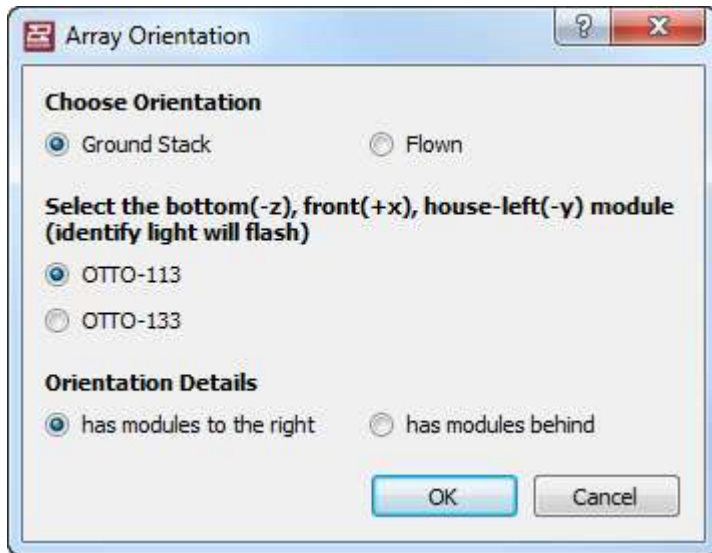 Array Orientation
Choose Orientation
Ground Stack Flown
Select the bottom(-z), front(+x), house-left(-y) module
(identify light will flash)
OTTO-113
OTTO-133
Orientation Details
has modules to the right has modules behind
OK Cancel